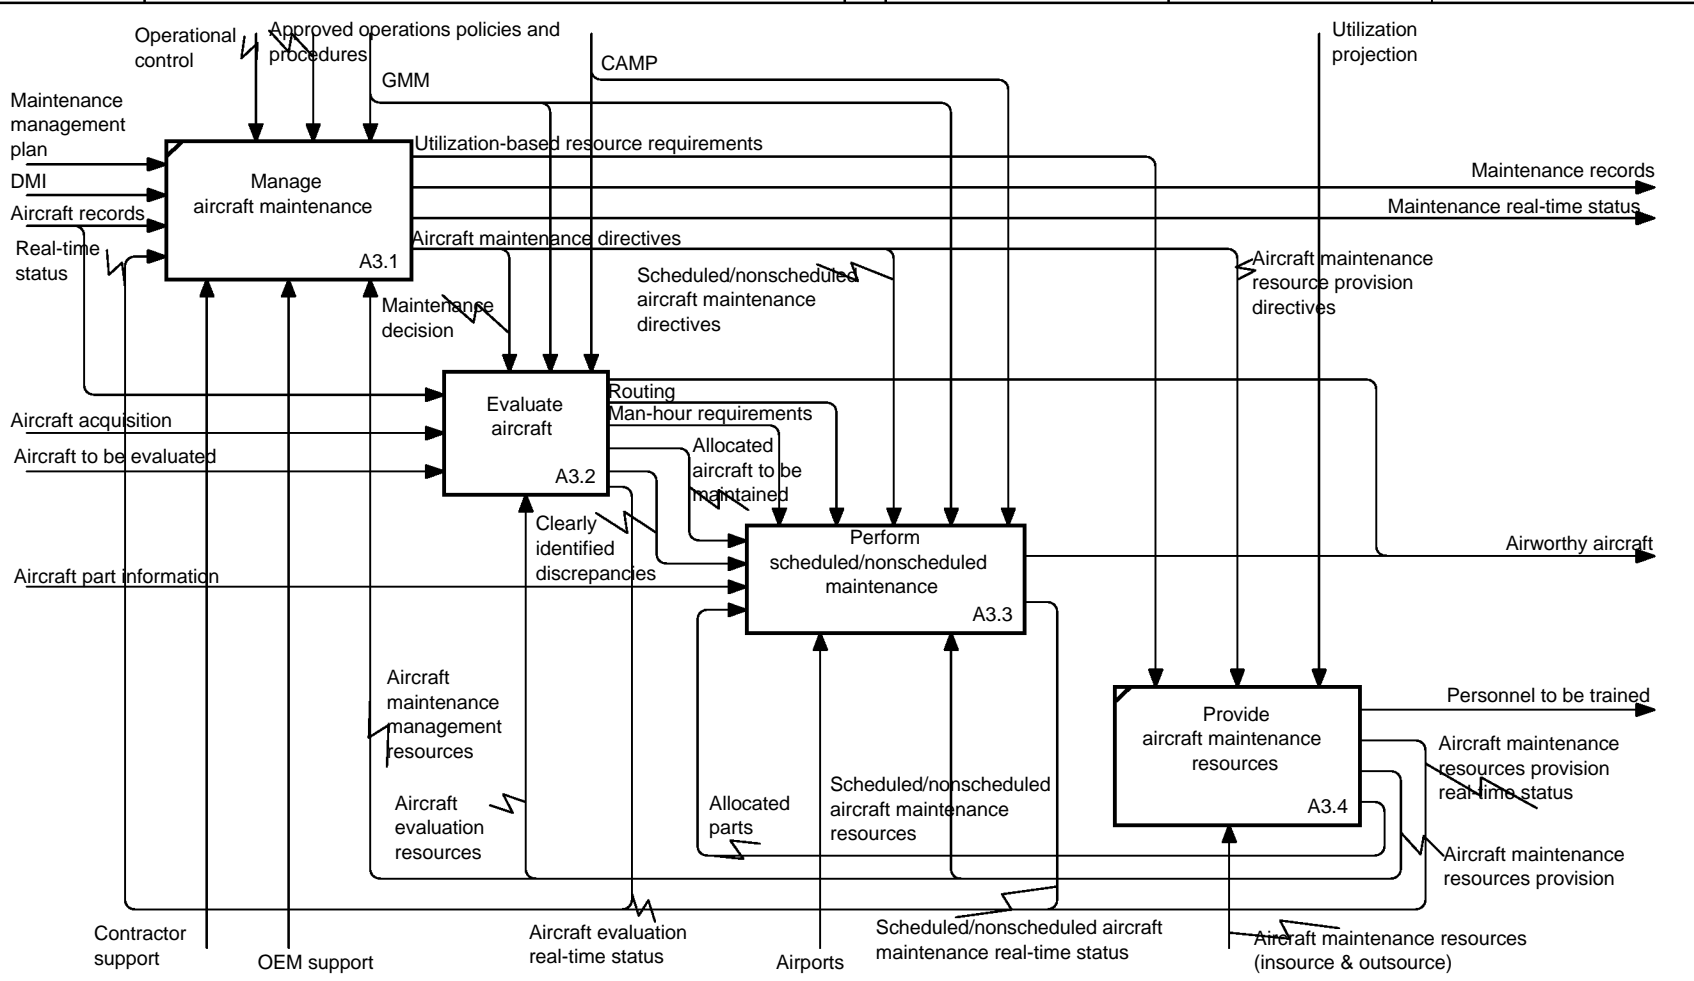 Operational
control
Approved operations policies and
procedures
GMM
CAMP
Utilization
projection
Maintenance
management
plan
DMI
Aircraft records
Real-time
status
Manage
aircraft maintenance
A3.1
Utilization-based resource requirements
Maintenance records
Maintenance real-time status
Aircraft maintenance directives
Maintenance
decision
Scheduled/nonscheduled
aircraft maintenance
directives
Aircraft maintenance
resource provision
directives
Aircraft acquisition
Aircraft to be evaluated
Evaluate
aircraft
A3.2
Routing
Man-hour requirements
Allocated
aircraft to be
maintained
Clearly
identified
discrepancies
Aircraft part information
Perform
scheduled/nonscheduled
maintenance
A3.3
Airworthy aircraft
Aircraft
maintenance
management
resources
Aircraft
evaluation
resources
Allocated
parts
Scheduled/nonscheduled
aircraft maintenance
resources
Provide
aircraft maintenance
resources
A3.4
Personnel to be trained
Aircraft maintenance
resources provision
real-time status
Aircraft maintenance
resources provision
Contractor
support
OEM support
Aircraft evaluation
real-time status
Airports
Scheduled/nonscheduled aircraft
maintenance real-time status
Aircraft maintenance resources
(insource & outsource)